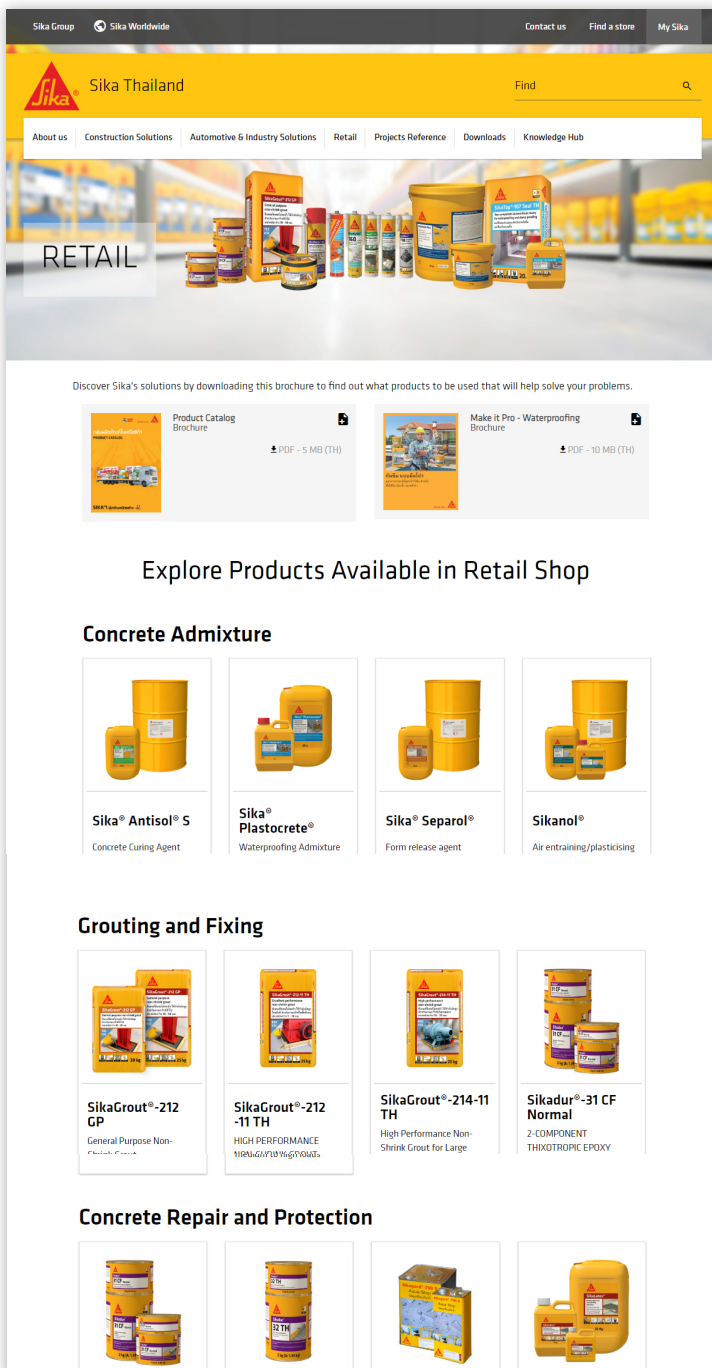 Sika Group
Sika Worldwide
Contact us
Find a store
My Sika
Sika®
Sika Thailand
Find
About us
Construction Solutions
Automotive & Industry Solutions
Retail
Projects Reference
Downloads
Knowledge Hub
RETAIL
Discover Sika's solutions by downloading this brochure to find out what products to be used that will help solve your problems.
PRODUCT CATALOG
Product Catalog
Brochure
PDF - 5 MB (TH)
Make it Pro - Waterproofing
Brochure
PDF - 10 MB (TH)
Explore Products Available in Retail Shop
Concrete Admixture
Sika® Antisol® S
Concrete Curing Agent
Sika®
Plastocrete®
Waterproofing Admixture
Sika® Separol®
Form release agent
Sikanol®
Air entraining/plasticising
Grouting and Fixing
SikaGrout®-212
GP
General Purpose Non-
Shrink Grout
SikaGrout®-212
-11 TH
HIGH PERFORMANCE
SikaGrout®-214-11
TH
High Performance Non-
Shrink Grout for Large
Sikadur®-31 CF
Normal
2-COMPONENT
THIXOTROPIC EPOXY
Concrete Repair and Protection
31 CF
32 TH